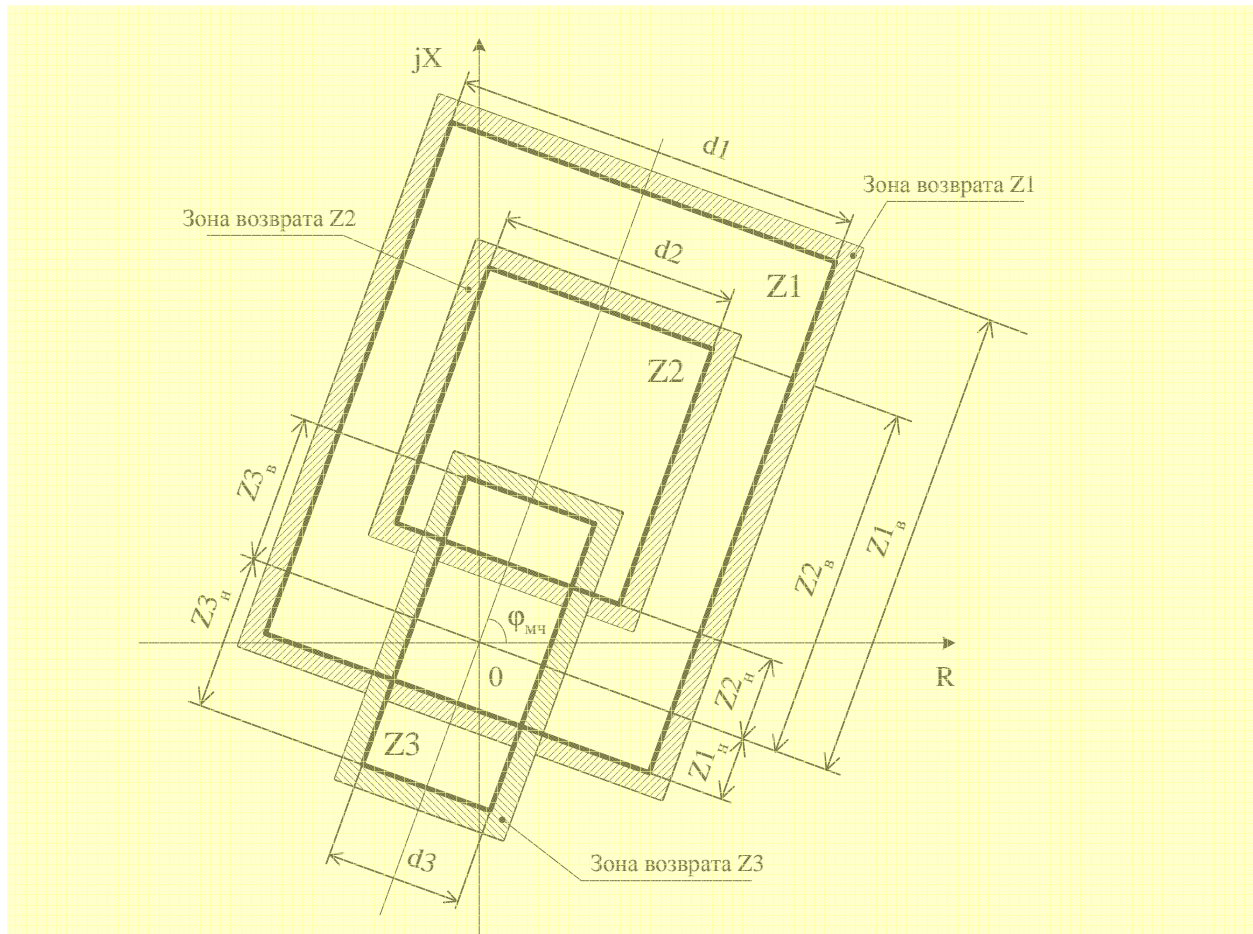 jX
d1
Зона возврата Z1
Зона возврата Z2
d2
Z1
Z2
Z3в
Z1в
Z2в
Z3н
φмч
0
R
Z2н
Z3
Z1н
d3
Зона возврата Z3